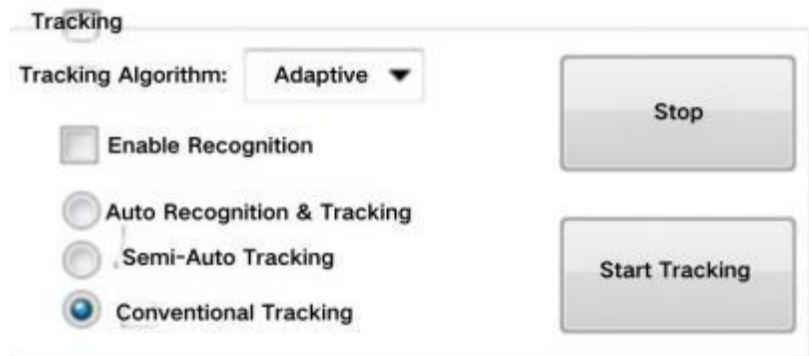 Tracking
Tracking Algorithm: Adaptive
Enable Recognition
Auto Recognition & Tracking
Semi-Auto Tracking
Conventional Tracking
Stop
Start Tracking